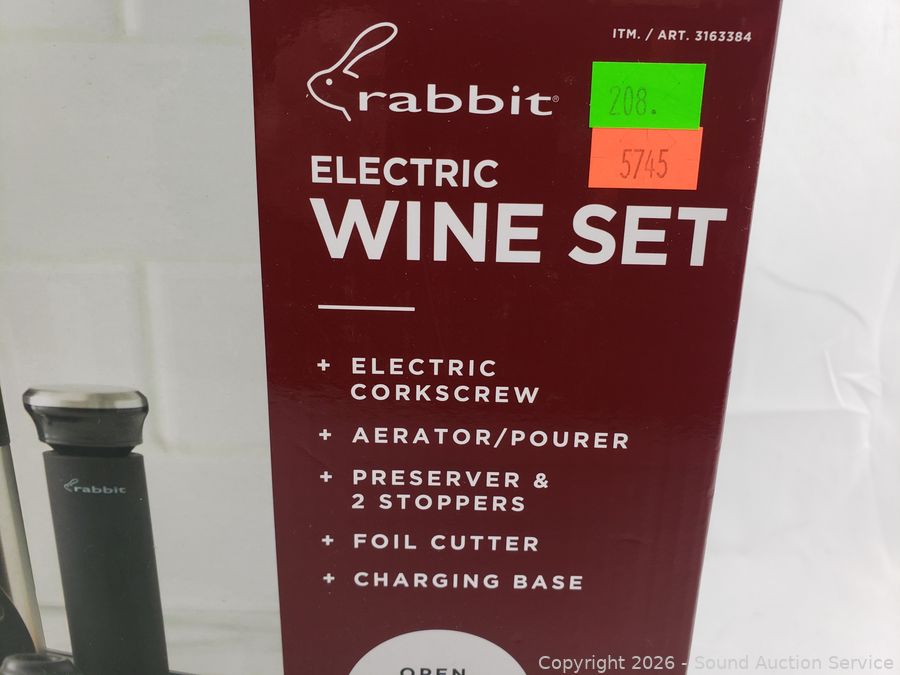 ITM. / ART. 3163384
rabbit®
208.
5745
ELECTRIC
WINE SET
+ ELECTRIC
CORKSCREW
+ AERATOR/POURER
+ PRESERVER &
2 STOPPERS
+ FOIL CUTTER
+ CHARGING BASE
rabbit
OPEN
Copyright 2026 - Sound Auction Service